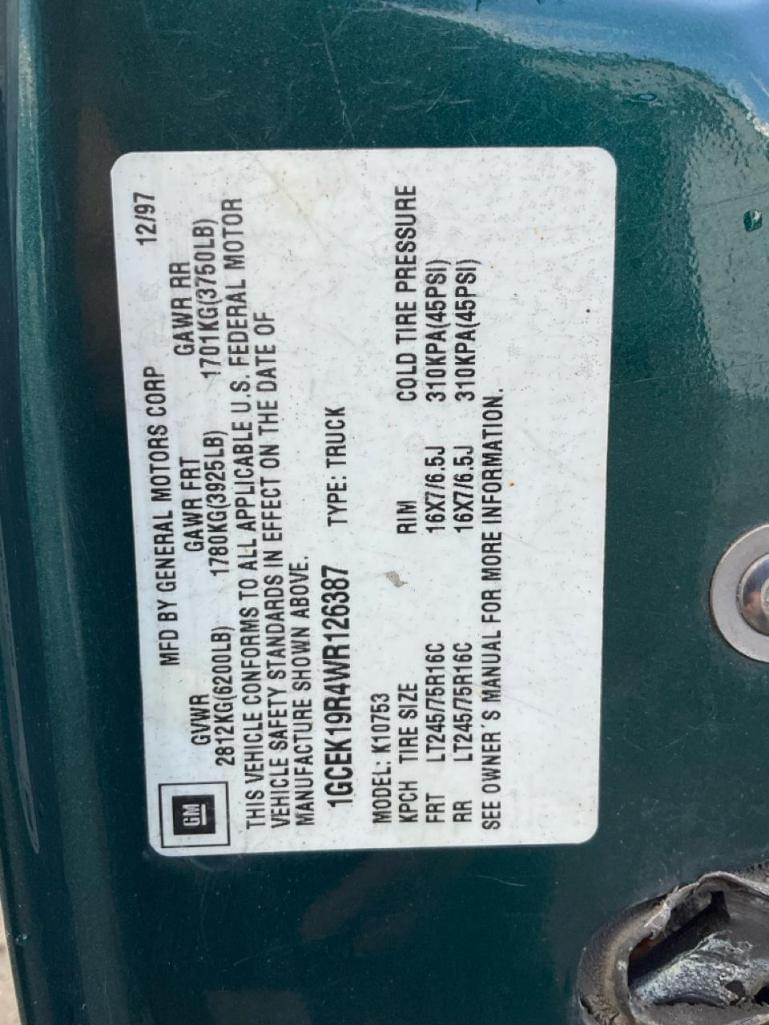 GM
MFD BY GENERAL MOTORS CORP 12/97
GVWR GAWR FRT GAWR RR
2812KG(6200LB) 1780KG(3925LB) 1701KG(3750LB)
THIS VEHICLE CONFORMS TO ALL APPLICABLE U.S. FEDERAL MOTOR
VEHICLE SAFETY STANDARDS IN EFFECT ON THE DATE OF
MANUFACTURE SHOWN ABOVE.
1GCEK19R4WR126387 TYPE: TRUCK
MODEL: K10753
KPCH TIRE SIZE RIM COLD TIRE PRESSURE
FRT LT245/75R16C 16X7/6.5J 310KPA(45PSI)
RR LT245/75R16C 16X7/6.5J 310KPA(45PSI)
SEE OWNER'S MANUAL FOR MORE INFORMATION.